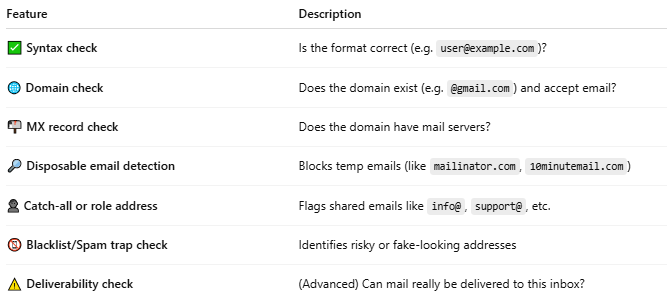 Feature Description
✅ Syntax check Is the format correct (e.g. user@example.com)?
🌐 Domain check Does the domain exist (e.g. @gmail.com) and accept email?
📬 MX record check Does the domain have mail servers?
🔎 Disposable email detection Blocks temp emails (like mailinator.com, 10minutemail.com)
Catch-all or role address Flags shared emails like info@, support@, etc.
Blacklist/Spam trap check Identifies risky or fake-looking addresses
⚠️ Deliverability check (Advanced) Can mail really be delivered to this inbox?